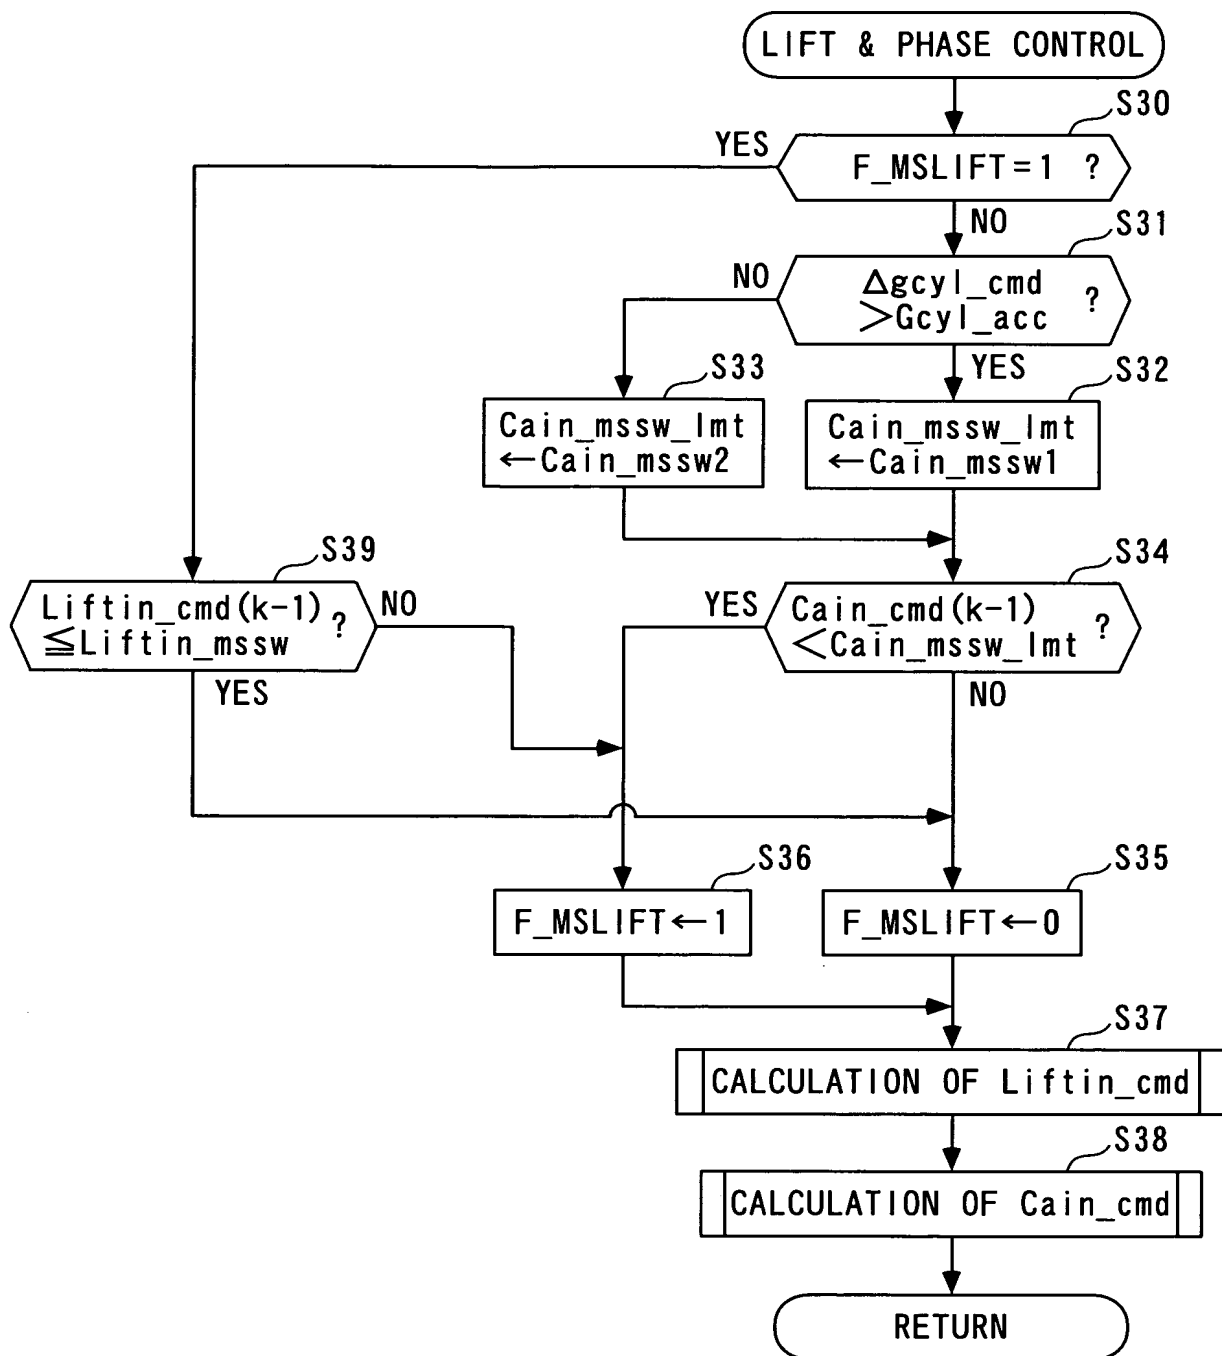 LIFT & PHASE CONTROL
S30
YES
F_MSLIFT=1 ?
NO
S31
NO
Δgcyl_cmd
>Gcyl_acc ?
S33
YES
S32
Cain_mssw_lmt
←Cain_mssw2
Cain_mssw_lmt
←Cain_mssw1
S39
S34
Liftin_cmd(k-1)
≦Liftin_mssw ?
NO
YES
Cain_cmd(k-1)
<Cain_mssw_lmt ?
YES
NO
S36
S35
F_MSLIFT←1
F_MSLIFT←0
S37
CALCULATION OF Liftin_cmd
S38
CALCULATION OF Cain_cmd
RETURN